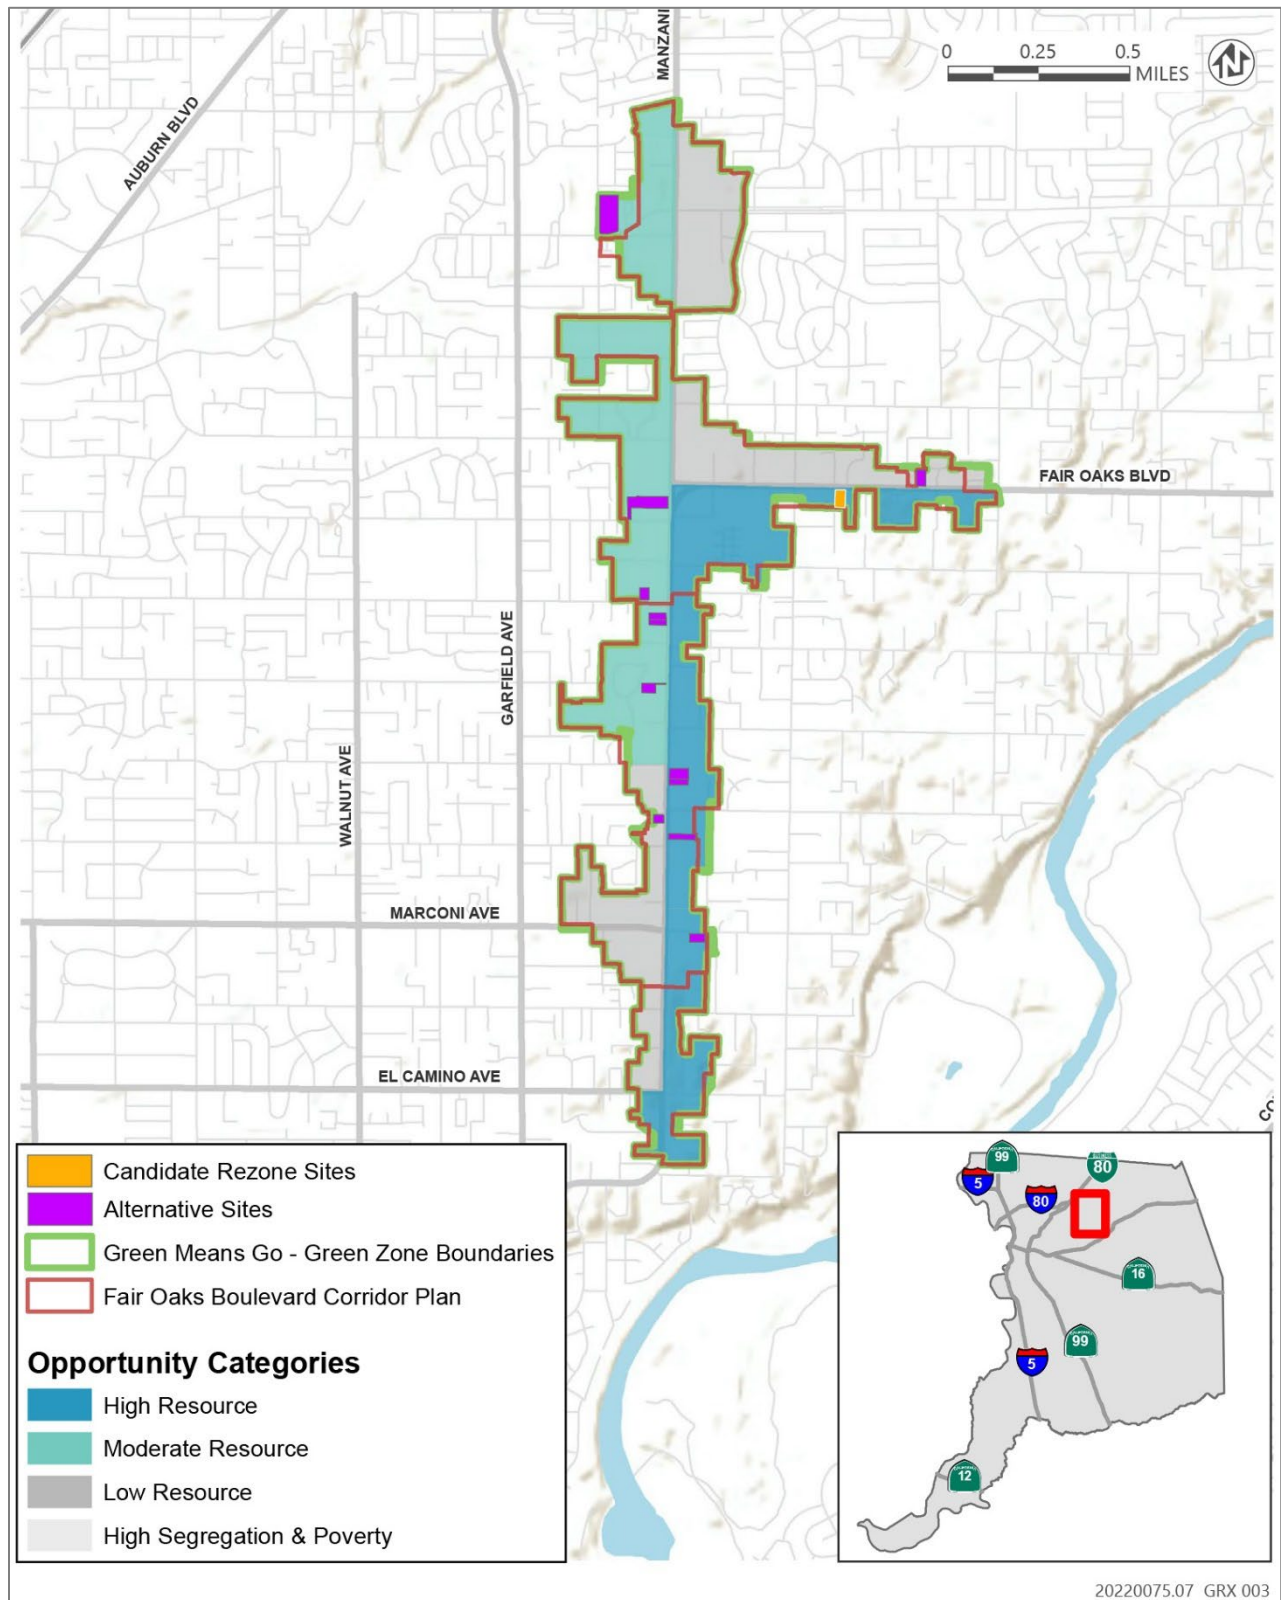 MANZANI
0 0.25 0.5
MILES
AUBURN BLVD
N
FAIR OAKS BLVD
GARFIELD AVE
WALNUT AVE
MARCONI AVE
EL CAMINO AVE
CO
Candidate Rezone Sites
Alternative Sites
Green Means Go - Green Zone Boundaries
Fair Oaks Boulevard Corridor Plan
Opportunity Categories
High Resource
Moderate Resource
Low Resource
High Segregation & Poverty
99
5
80
80
16
99
5
12
20220075.07 GRX 003